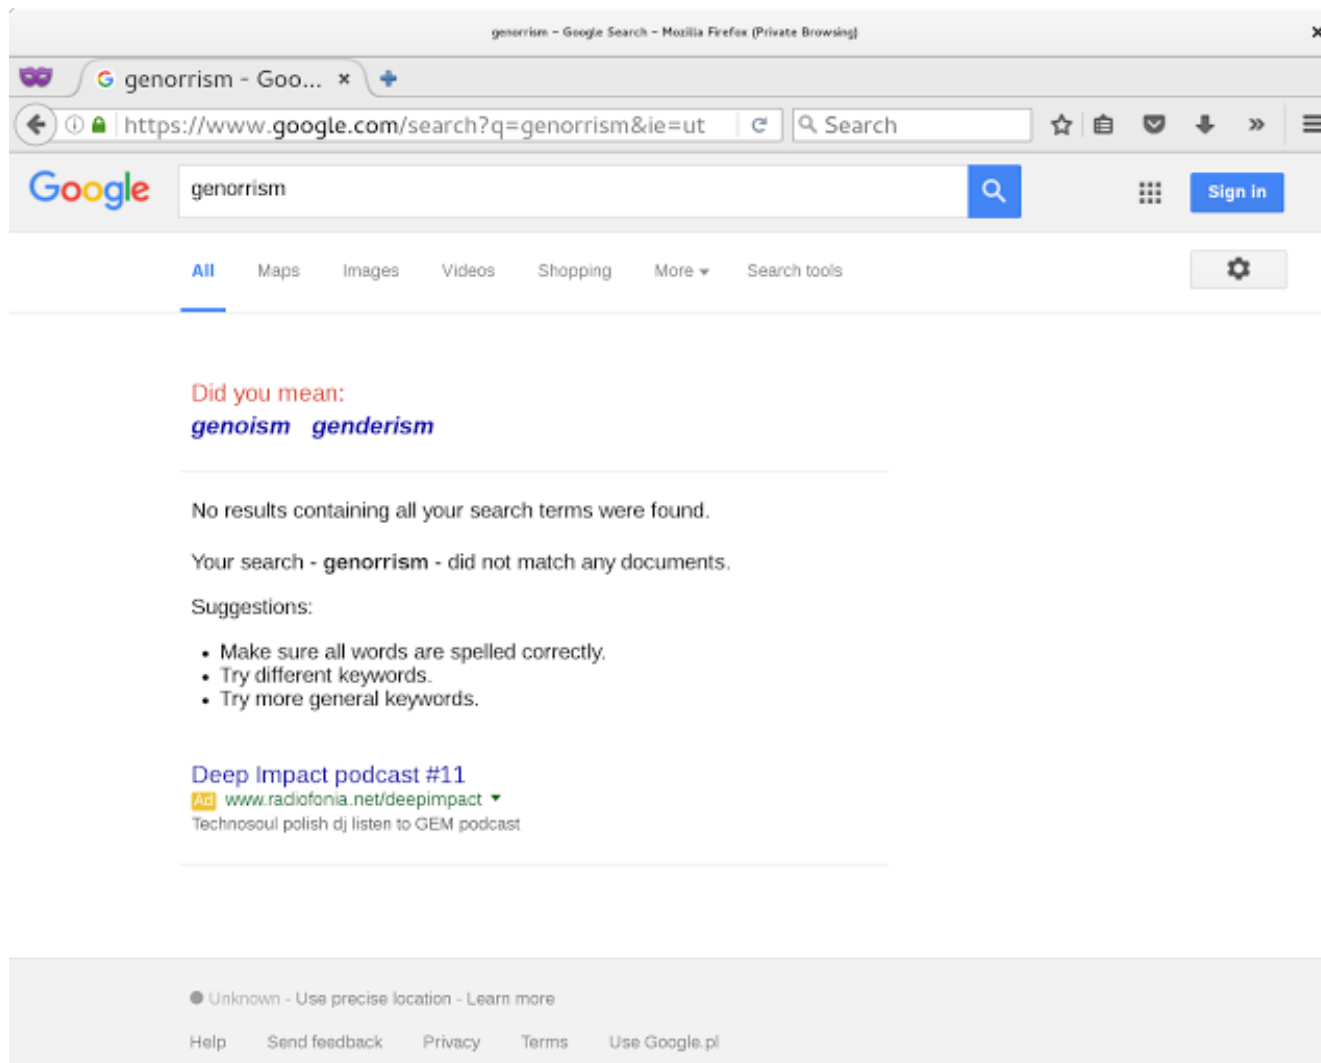 genorrism - Google Search - Mozilla Firefox (Private Browsing)
genorrism - Goo...
https://www.google.com/search?q=genorrism&ie=ut
Search
Google
genorrism
Sign in
All Maps Images Videos Shopping More Search tools
Did you mean:
genoism genderism
No results containing all your search terms were found.
Your search - genorrism - did not match any documents.
Suggestions:
• Make sure all words are spelled correctly.
• Try different keywords.
• Try more general keywords.
Deep Impact podcast #11
Ad www.radiofonia.net/deepimpact
Technosoul polish dj listen to GEM podcast
Unknown - Use precise location - Learn more
Help Send feedback Privacy Terms Use Google.pl